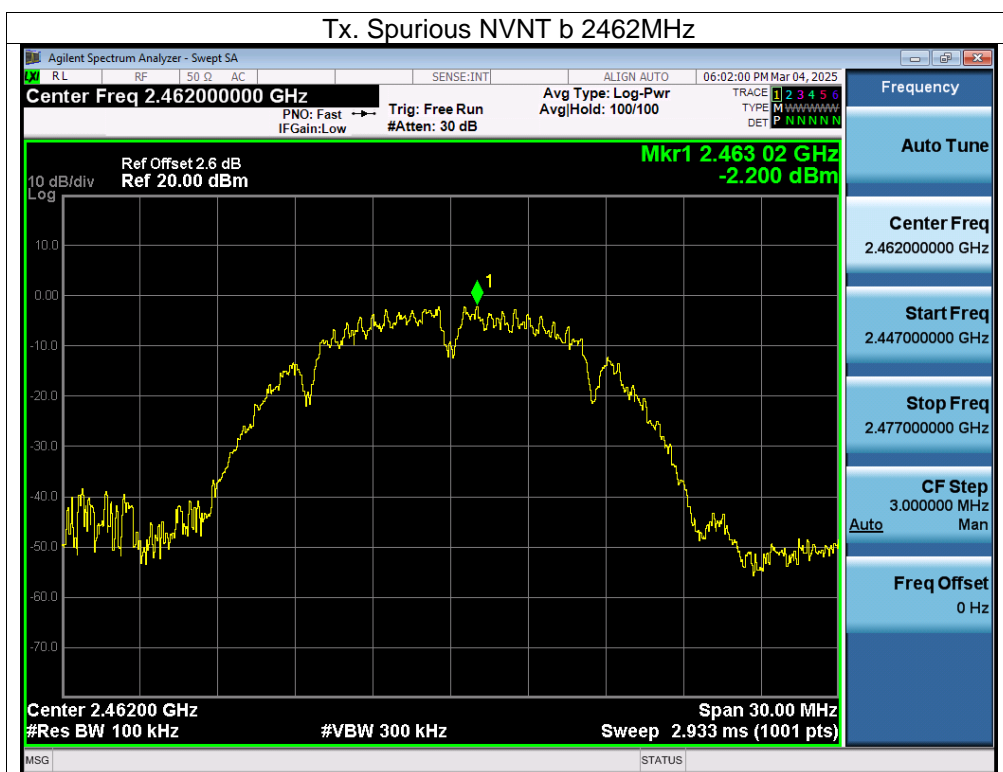 Tx. Spurious NVNT b 2462MHz
Agilent Spectrum Analyzer - Swept SA
LXI RL RF 50 Ω AC SENSE:INT ALIGN AUTO 06:02:00 PM Mar 04, 2025
Center Freq 2.462000000 GHz
PNO: Fast
IFGain:Low
Trig: Free Run
#Atten: 30 dB
Avg Type: Log-Pwr
Avg|Hold: 100/100
TRACE 1 2 3 4 5 6
TYPE M WWWWW
DET P N N N N N
Ref Offset 2.6 dB
10 dB/div Ref 20.00 dBm
Log
Mkr1 2.463 02 GHz
-2.200 dBm
10.0
0.00
-10.0
-20.0
-30.0
-40.0
-50.0
-60.0
-70.0
1
Center 2.46200 GHz
Span 30.00 MHz
#Res BW 100 kHz
#VBW 300 kHz
Sweep 2.933 ms (1001 pts)
MSG
STATUS
Frequency
Auto Tune
Center Freq
2.462000000 GHz
Start Freq
2.447000000 GHz
Stop Freq
2.477000000 GHz
CF Step
3.000000 MHz
Auto Man
Freq Offset
0 Hz